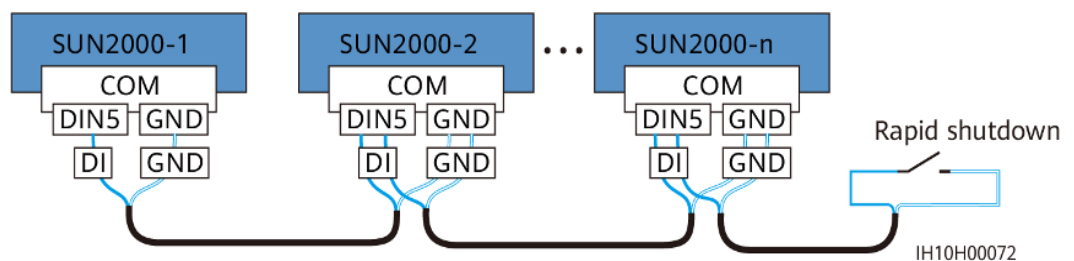 SUN2000-1 SUN2000-2 ... SUN2000-n
COM COM COM
DIN5 GND DIN5 GND DIN5 GND
Rapid shutdown
DI GND DI GND DI GND
IH10H00072